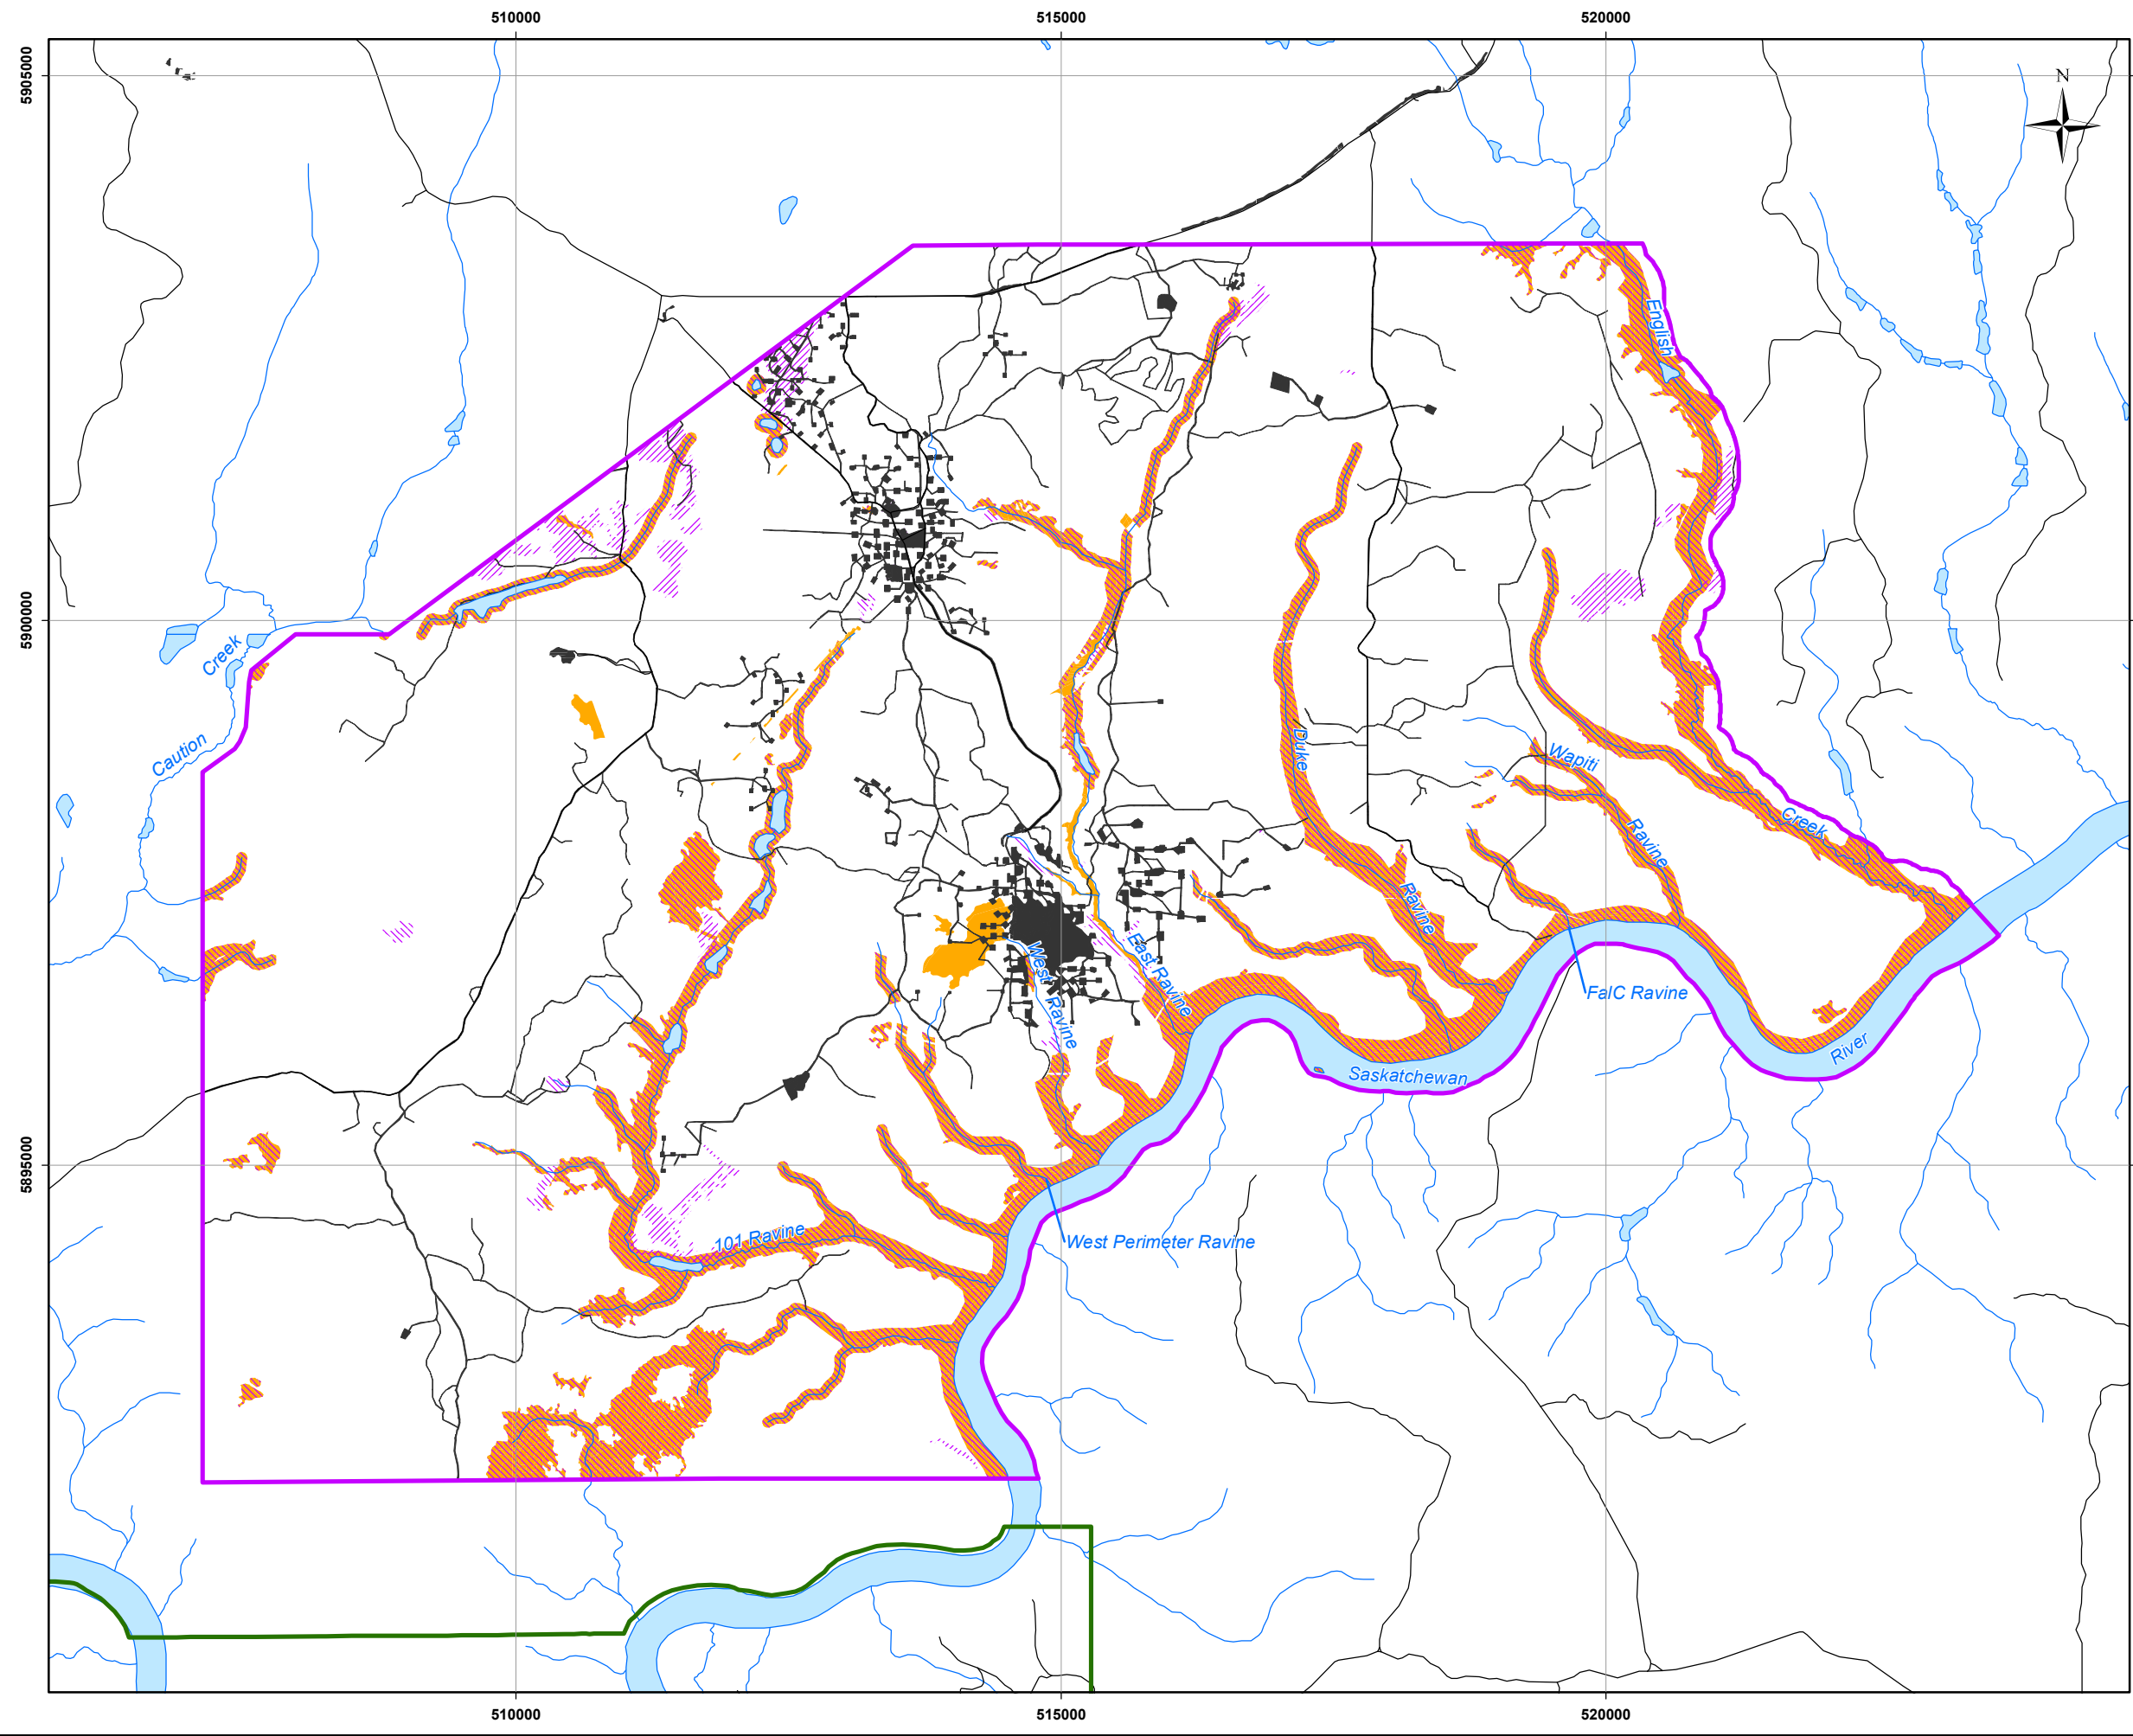 510000
515000
520000
5905000
N
English
5900000
Creek
Caution
Duke
Wapiti
Creek
Ravine
Ravine
West Ravine
East Ravine
FalC Ravine
River
Saskatchewan
5895000
101 Ravine
West Perimeter Ravine
510000
515000
520000